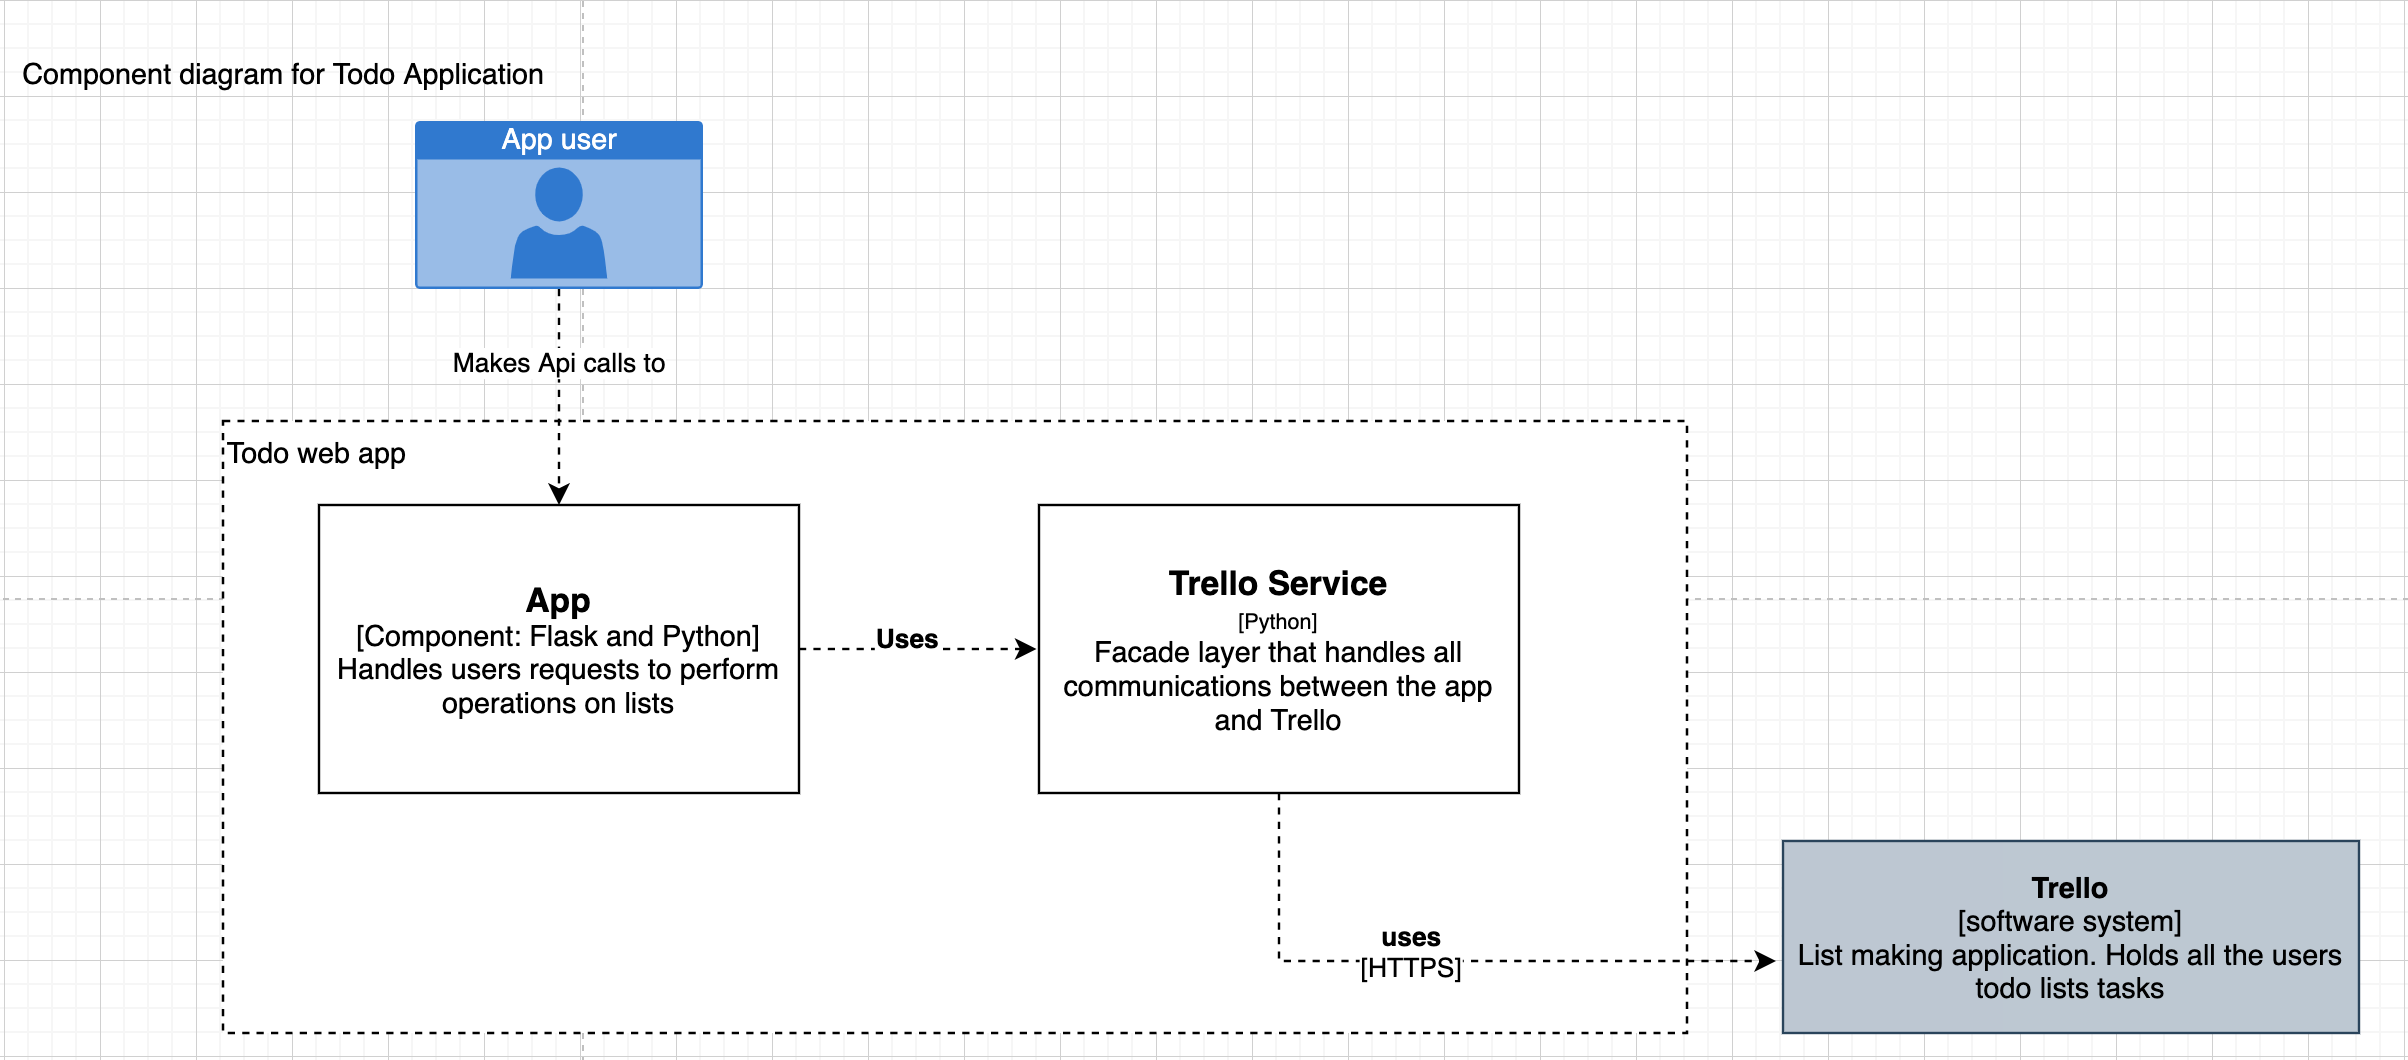 Component diagram for Todo Application
App user
Makes Api calls to
Todo web app
App
[Component: Flask and Python]
Handles users requests to perform
operations on lists
Uses
Trello Service
[Python]
Facade layer that handles all
communications between the app
and Trello
uses
[HTTPS]
Trello
[software system]
List making application. Holds all the users
todo lists tasks